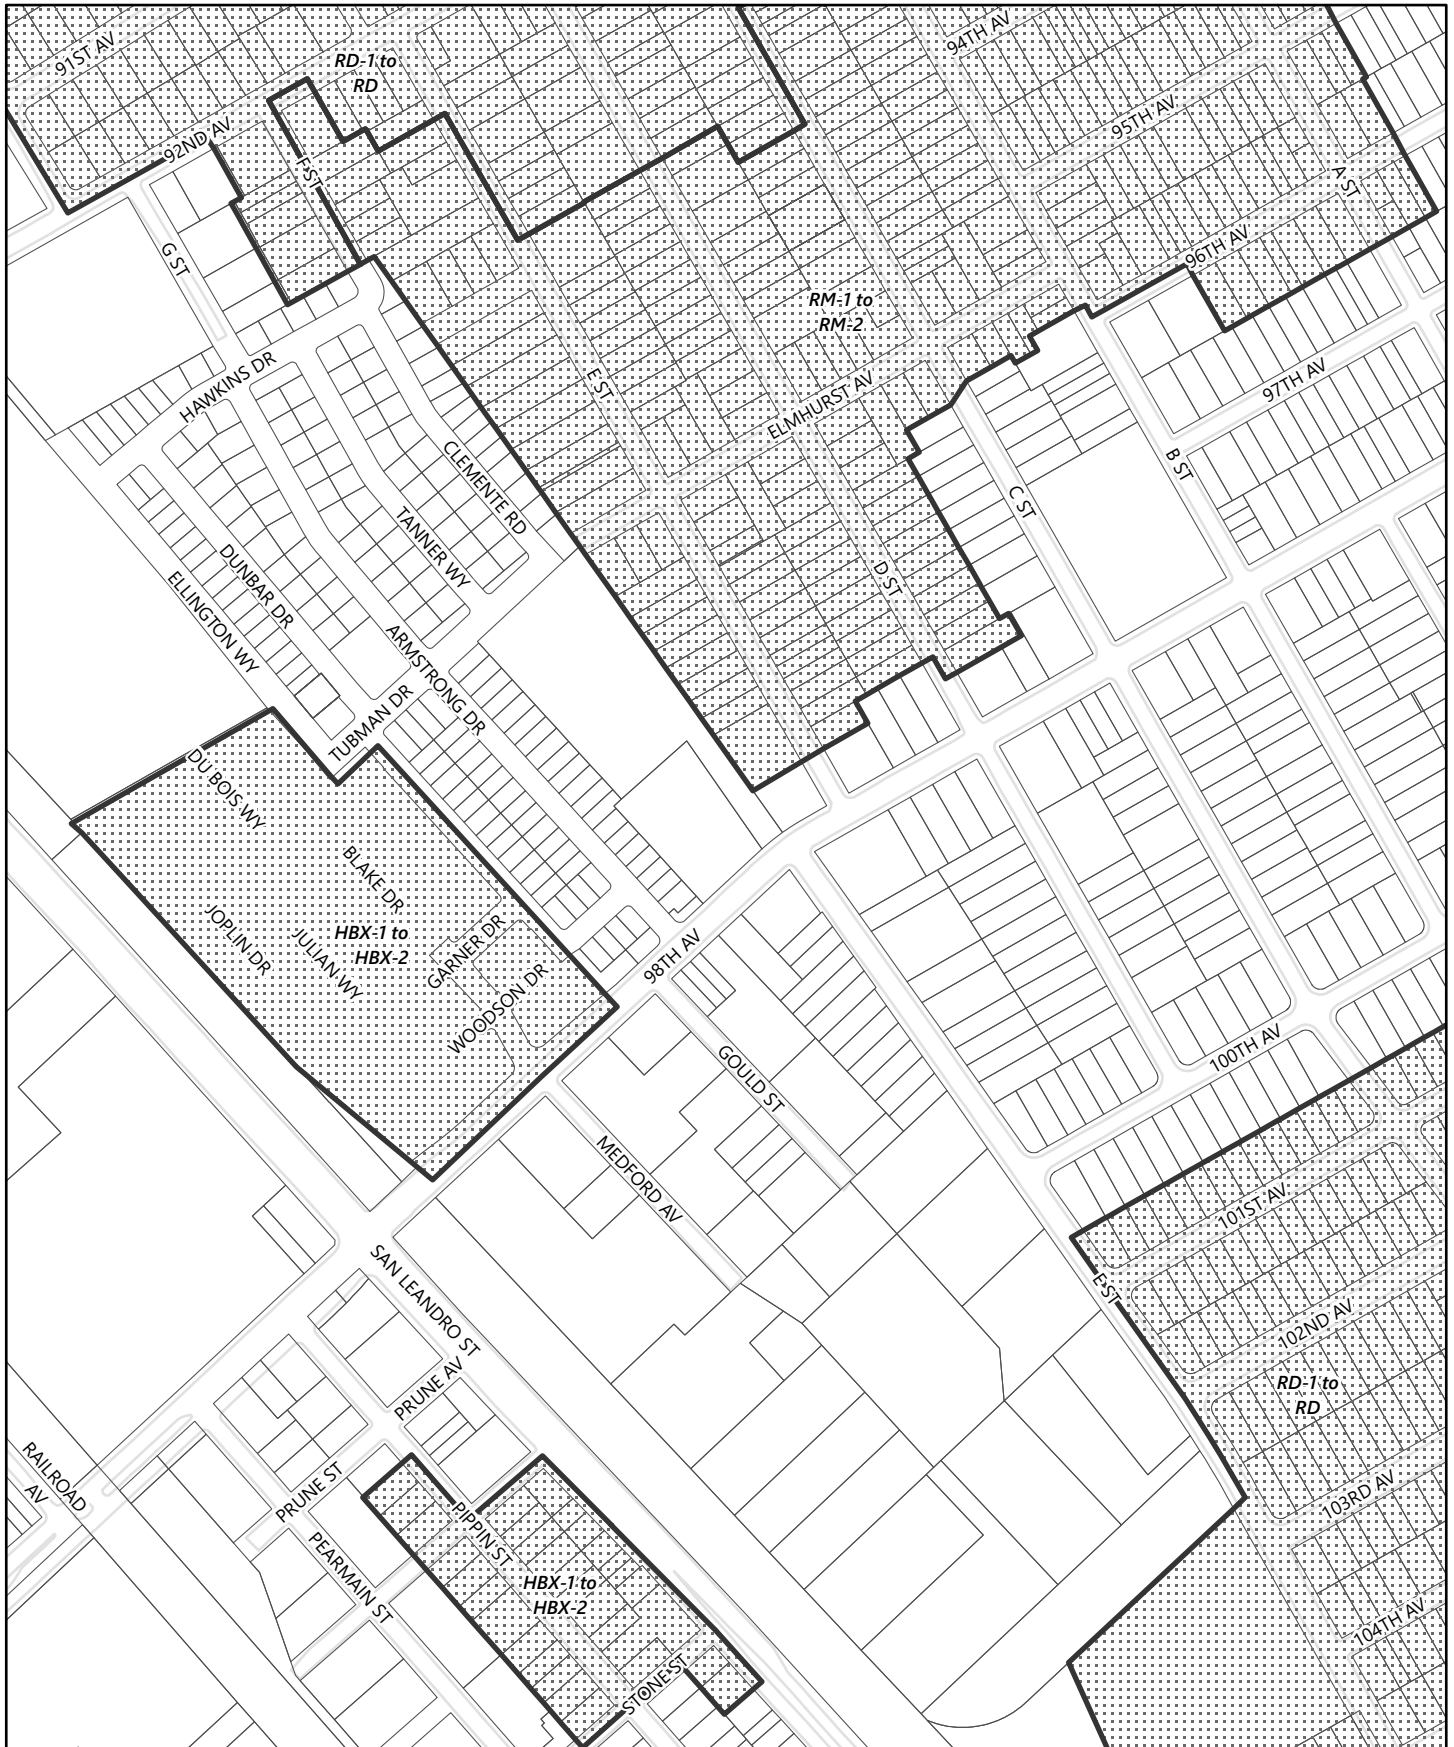 91ST AV
RD-1 to
RD
94TH AV
92ND AV
F ST
95TH AV
A ST
G ST
96TH AV
RM-1 to
RM-2
HAWKINS DR
E ST
ELMHURST AV
97TH AV
CLEMENTE RD
B ST
C ST
TANNER WY
DUNBAR DR
D ST
ELLINGTON WY
ARMSTRONG DR
TUBMAN DR
DU BOIS WY
BLAKE DR
JOPLIN DR
JULIAN WY
HBX-1 to
HBX-2
GARNER DR
98TH AV
WOODSON DR
GOULD ST
100TH AV
MEDFORD AV
101ST AV
SAN LEANDRO ST
E ST
102ND AV
PRUNE AV
RD-1 to
RD
RAILROAD
AV
PRUNE ST
103RD AV
PIPPIN ST
PEARMAIN ST
HBX-1 to
HBX-2
104TH AV
STONE ST